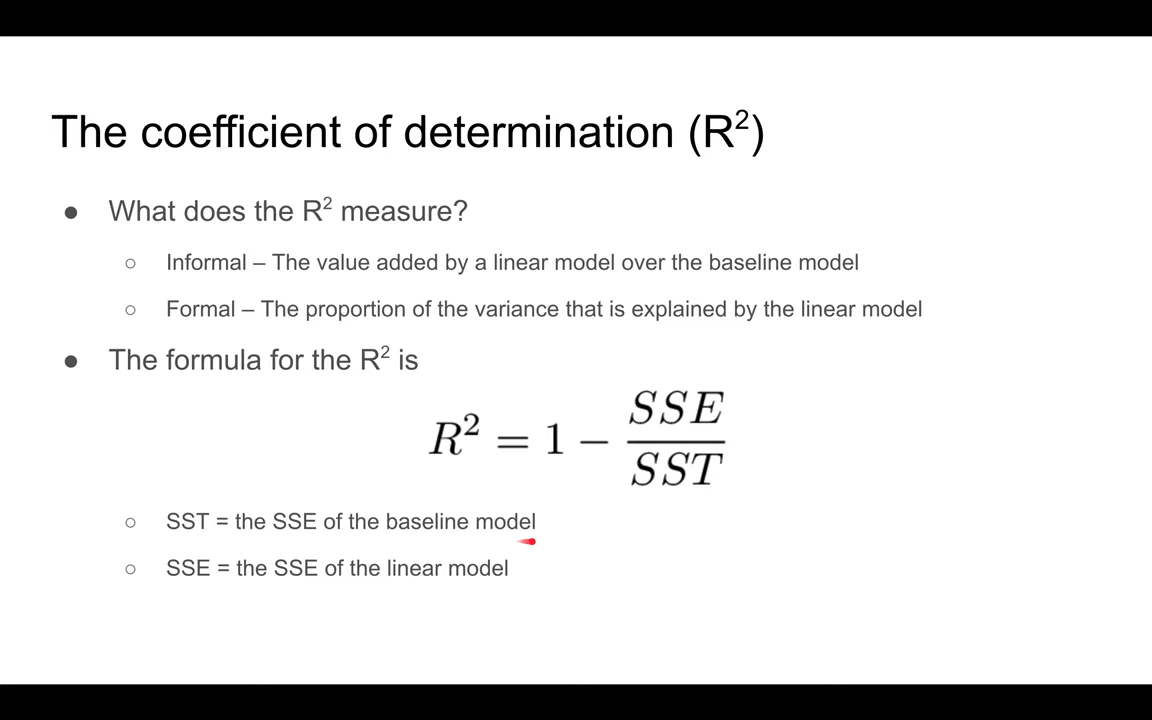 The coefficient of determination (R²)
● What does the R² measure?
○ Informal – The value added by a linear model over the baseline model
○ Formal – The proportion of the variance that is explained by the linear model
● The formula for the R² is
R² = 1 − SSE / SST
○ SST = the SSE of the baseline model
○ SSE = the SSE of the linear model